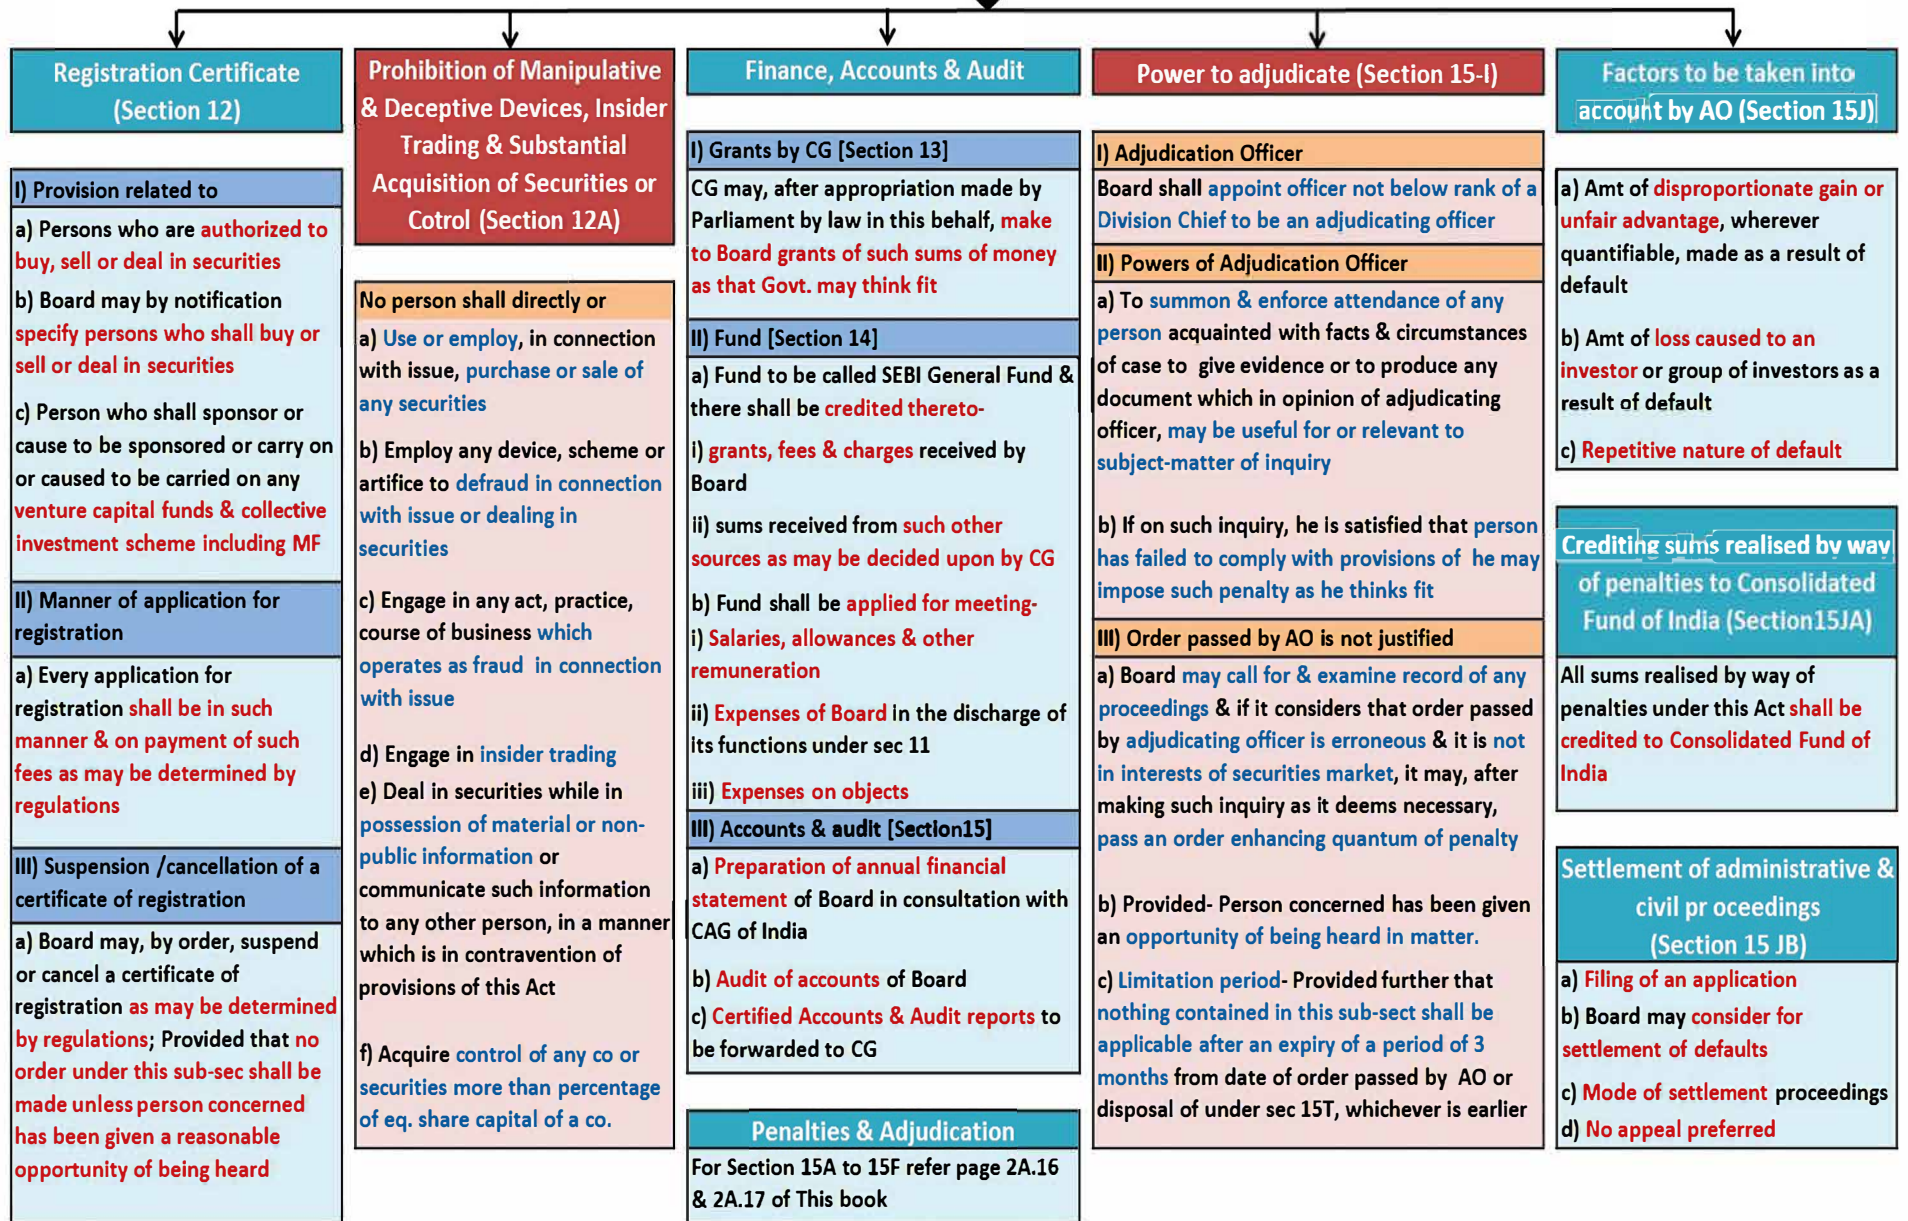 Registration Certificate
(Section 12)
I) Provision related to
a) Persons who are authorized to
buy, sell or deal in securities
b) Board may by notification
specify persons who shall buy or
sell or deal in securities
c) Person who shall sponsor or
cause to be sponsored or carry on
or caused to be carried on any
venture capital funds & collective
investment scheme including MF
II) Manner of application for
registration
a) Every application for
registration shall be in such
manner & on payment of such
fees as may be determined by
regulations
III) Suspension /cancellation of a
certificate of registration
a) Board may, by order, suspend
or cancel a certificate of
registration as may be determined
by regulations; Provided that no
order under this sub-sec shall be
made unless person concerned
has been given a reasonable
opportunity of being heard
Prohibition of Manipulative
& Deceptive Devices, Insider
Trading & Substantial
Acquisition of Securities or
Cotrol (Section 12A)
No person shall directly or
a) Use or employ, in connection
with issue, purchase or sale of
any securities
b) Employ any device, scheme or
artifice to defraud in connection
with issue or dealing in
securities
c) Engage in any act, practice,
course of business which
operates as fraud in connection
with issue
d) Engage in insider trading
e) Deal in securities while in
possession of material or non-
public information or
communicate such information
to any other person, in a manner
which is in contravention of
provisions of this Act
f) Acquire control of any co or
securities more than percentage
of eq. share capital of a co.
Finance, Accounts & Audit
I) Grants by CG [Section 13]
CG may, after appropriation made by
Parliament by law in this behalf, make
to Board grants of such sums of money
as that Govt. may think fit
II) Fund [Section 14]
a) Fund to be called SEBI General Fund &
there shall be credited thereto-
i) grants, fees & charges received by
Board
ii) sums received from such other
sources as may be decided upon by CG
b) Fund shall be applied for meeting-
i) Salaries, allowances & other
remuneration
ii) Expenses of Board in the discharge of
its functions under sec 11
iii) Expenses on objects
III) Accounts & audit [Section15]
a) Preparation of annual financial
statement of Board in consultation with
CAG of India
b) Audit of accounts of Board
c) Certified Accounts & Audit reports to
be forwarded to CG
Penalties & Adjudication
For Section 15A to 15F refer page 2A.16
& 2A.17 of This book
Power to adjudicate (Section 15-I)
I) Adjudication Officer
Board shall appoint officer not below rank of a
Division Chief to be an adjudicating officer
II) Powers of Adjudication Officer
a) To summon & enforce attendance of any
person acquainted with facts & circumstances
of case to give evidence or to produce any
document which in opinion of adjudicating
officer, may be useful for or relevant to
subject-matter of inquiry
b) If on such inquiry, he is satisfied that person
has failed to comply with provisions of he may
impose such penalty as he thinks fit
III) Order passed by AO is not justified
a) Board may call for & examine record of any
proceedings & if it considers that order passed
by adjudicating officer is erroneous & it is not
in interests of securities market, it may, after
making such inquiry as it deems necessary,
pass an order enhancing quantum of penalty
b) Provided- Person concerned has been given
an opportunity of being heard in matter.
c) Limitation period- Provided further that
nothing contained in this sub-sect shall be
applicable after an expiry of a period of 3
months from date of order passed by AO or
disposal of under sec 15T, whichever is earlier
Factors to be taken into
account by AO (Section 15J)
a) Amt of disproportionate gain or
unfair advantage, wherever
quantifiable, made as a result of
default
b) Amt of loss caused to an
investor or group of investors as a
result of default
c) Repetitive nature of default
Crediting sums realised by way
of penalties to Consolidated
Fund of India (Section15JA)
All sums realised by way of
penalties under this Act shall be
credited to Consolidated Fund of
India
Settlement of administrative &
civil pr oceedings
(Section 15 JB)
a) Filing of an application
b) Board may consider for
settlement of defaults
c) Mode of settlement proceedings
d) No appeal preferred